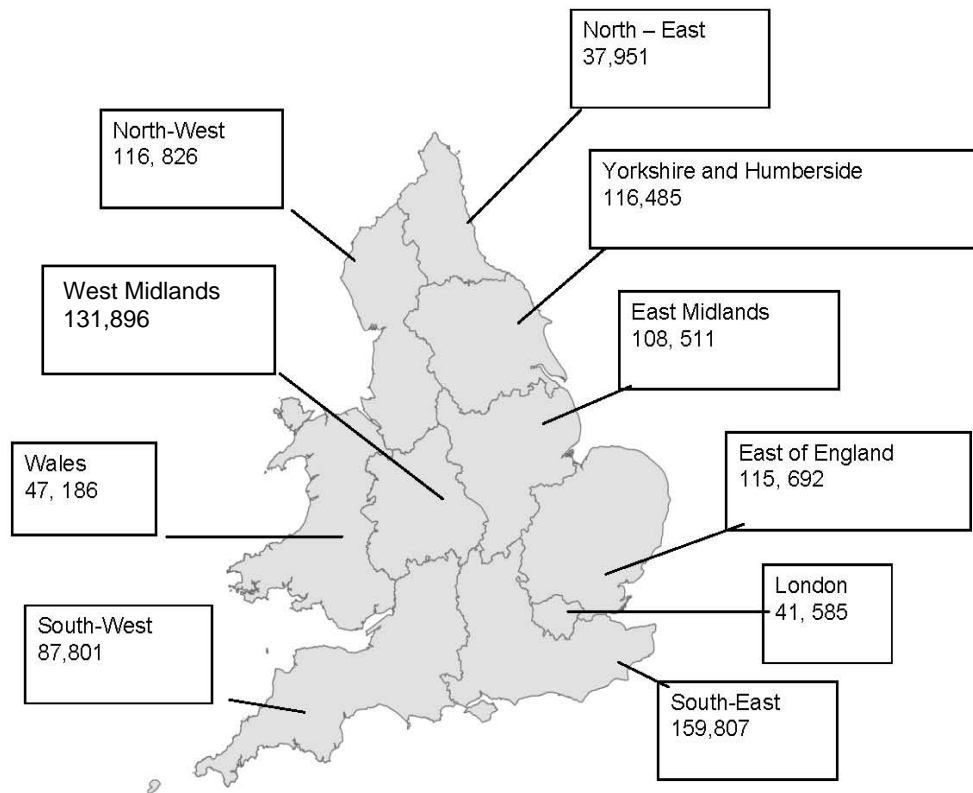 North – East
37,951
North-West
116, 826
Yorkshire and Humberside
116,485
West Midlands
131,896
East Midlands
108, 511
Wales
47, 186
East of England
115, 692
London
41, 585
South-West
87,801
South-East
159,807